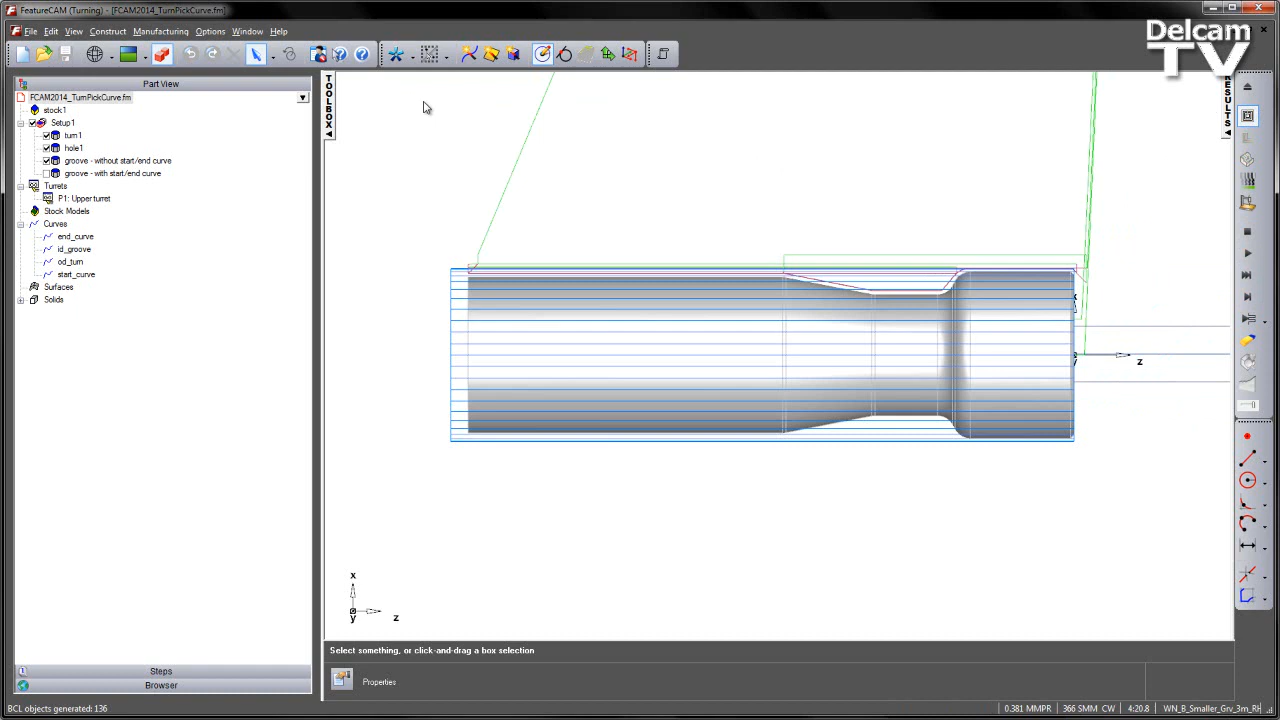 FeatureCAM (Turning) - [FCAM2014_TurnPickCurve.fm]
File Edit View Construct Manufacturing Options Window Help
Delcam
TV
Part View
FCAM2014_TurnPickCurve.fm
stock1
Setup1
turn1
hole1
groove - without start/end curve
groove - with start/end curve
Turrets
P1: Upper turret
Stock Models
Curves
end_curve
id_groove
od_turn
start_curve
Surfaces
Solids
TOOLBOX
RESULTS
x
y
z
x
y
z
Steps
Browser
Select something, or click-and-drag a box selection
Properties
BCL objects generated: 136
0.381 MMPR 366 SMM CW 4:20.8 WN_B_Smaller_Grv_3m_RH